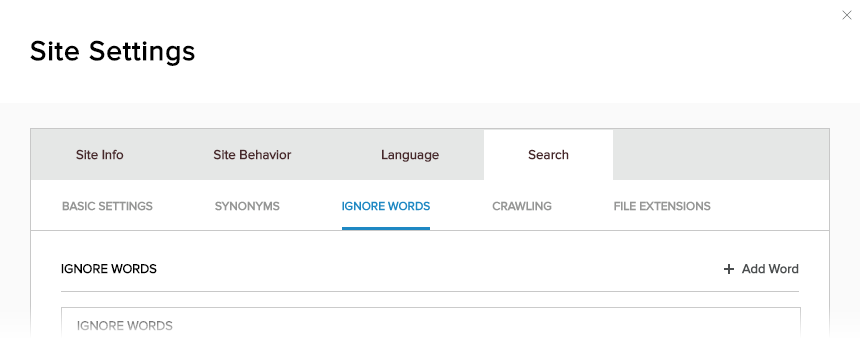 Site Settings
Site Info Site Behavior Language Search
BASIC SETTINGS SYNONYMS IGNORE WORDS CRAWLING FILE EXTENSIONS
IGNORE WORDS + Add Word
IGNORE WORDS